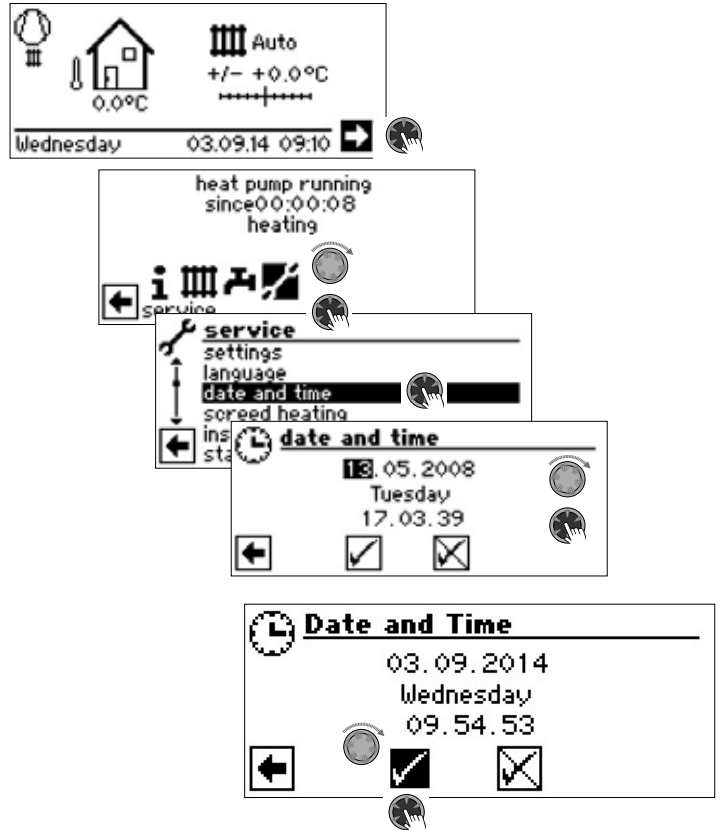 Auto
+/- +0.0°C
0.0°C
Wednesday 03.09.14 09:10
heat pump running
since00:00:08
heating
service
service
settings
language
date and time
screed heating
ins
sta
date and time
13.05.2008
Tuesday
17.03.39
Date and Time
03.09.2014
Wednesday
09.54.53